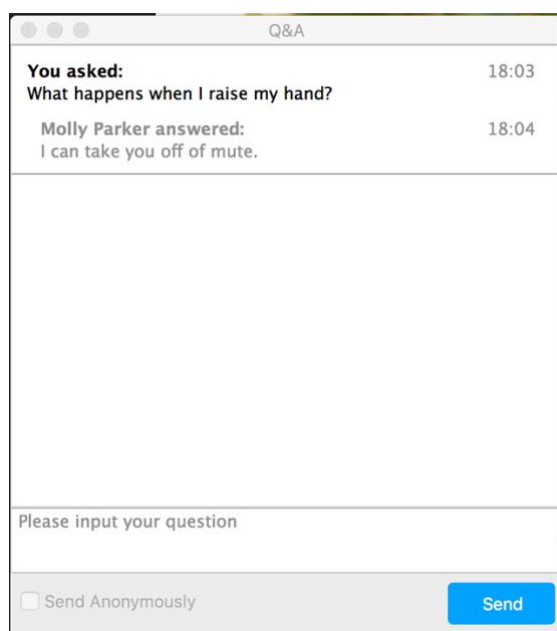 Q&A
You asked: 18:03
What happens when I raise my hand?
Molly Parker answered: 18:04
I can take you off of mute.
Please input your question
Send Anonymously
Send